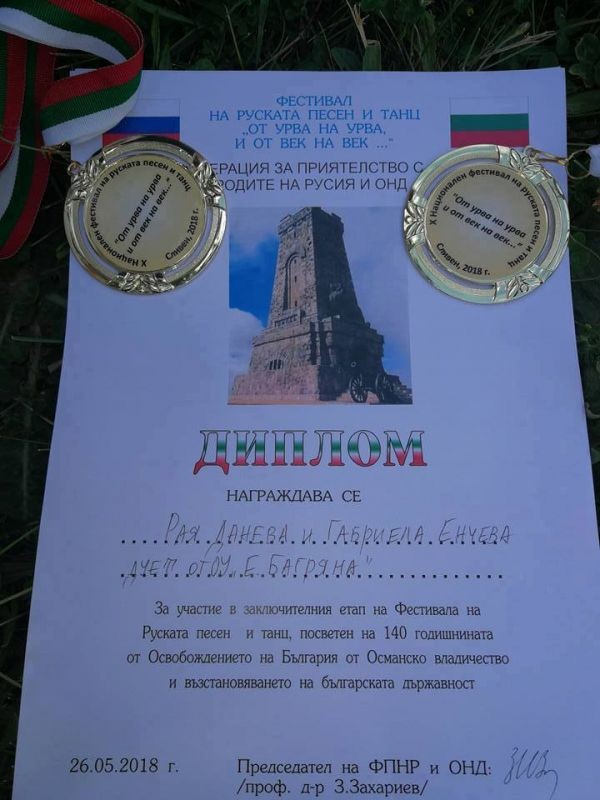 ФЕСТИВАЛ
НА РУСКАТА ПЕСЕН И ТАНЦ
„ОТ УРВА НА УРВА,
И ОТ ВЕК НА ВЕК ..."
ЕРАЦИЯ ЗА ПРИЯТЕЛСТВО С
РОДИТЕ НА РУСИЯ И ОНД
X Национален фестивал на руската песен и танц
"От урва на урва
и от век на век..."
Сливен, 2018 г.
X Национален фестивал на руската песен и танц
"От урва на урва
и от век на век..."
Сливен, 2018 г.
ДИПЛОМ
НАГРАЖДАВА СЕ
Рая Данева и Габриела Енчева
дует от ОУ „Е. Багряна"
За участие в заключителния етап на Фестивала на
Руската песен и танц, посветен на 140 годишнината
от Освобождението на България от Османско владичество
и възстановяването на българската държавност
26.05.2018 г.
Председател на ФПНР и ОНД:
/проф. д-р З.Захариев/